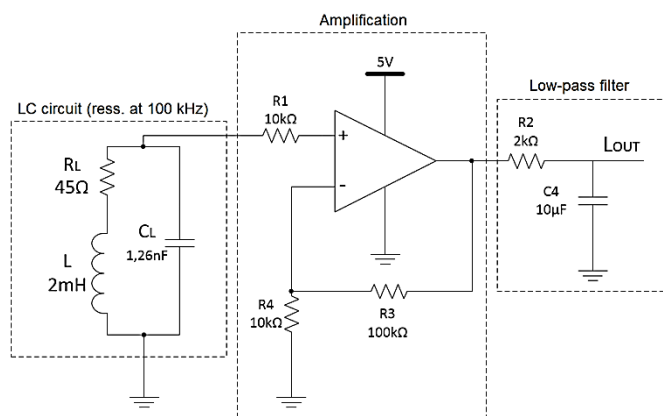 Amplification
LC circuit (ress. at 100 kHz)
RL
45Ω
L
2mH
CL
1,26nF
R1
10kΩ
5V
+
-
R4
10kΩ
R3
100kΩ
Low-pass filter
R2
2kΩ
LOUT
C4
10µF